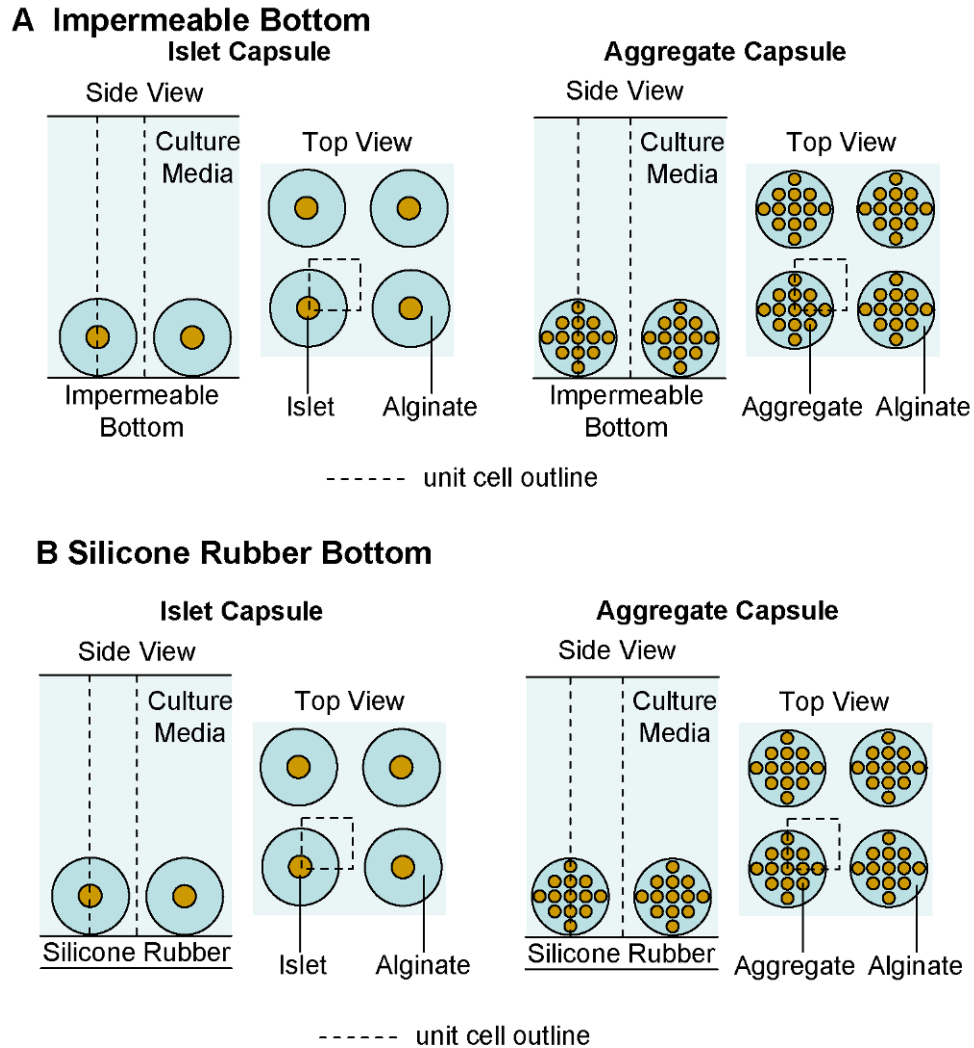 A Impermeable Bottom
Islet Capsule
Side View
Culture
Media
Top View
Impermeable
Bottom
Islet
Alginate
Aggregate Capsule
Side View
Culture
Media
Top View
Impermeable
Bottom
Aggregate
Alginate
unit cell outline
B Silicone Rubber Bottom
Islet Capsule
Side View
Culture
Media
Top View
Silicone Rubber
Islet
Alginate
Aggregate Capsule
Side View
Culture
Media
Top View
Silicone Rubber
Aggregate
Alginate
unit cell outline